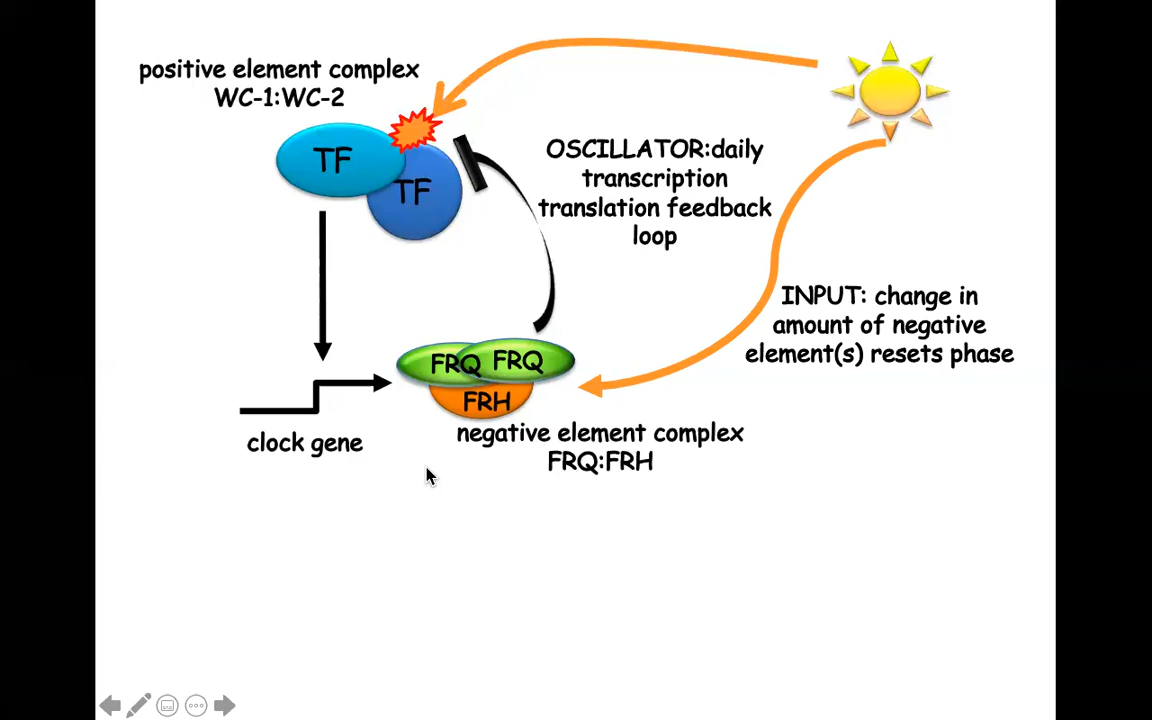 positive element complex
WC-1:WC-2
TF
TF
OSCILLATOR:daily
transcription
translation feedback
loop
INPUT: change in
amount of negative
element(s) resets phase
FRQ
FRQ
FRH
clock gene
negative element complex
FRQ:FRH